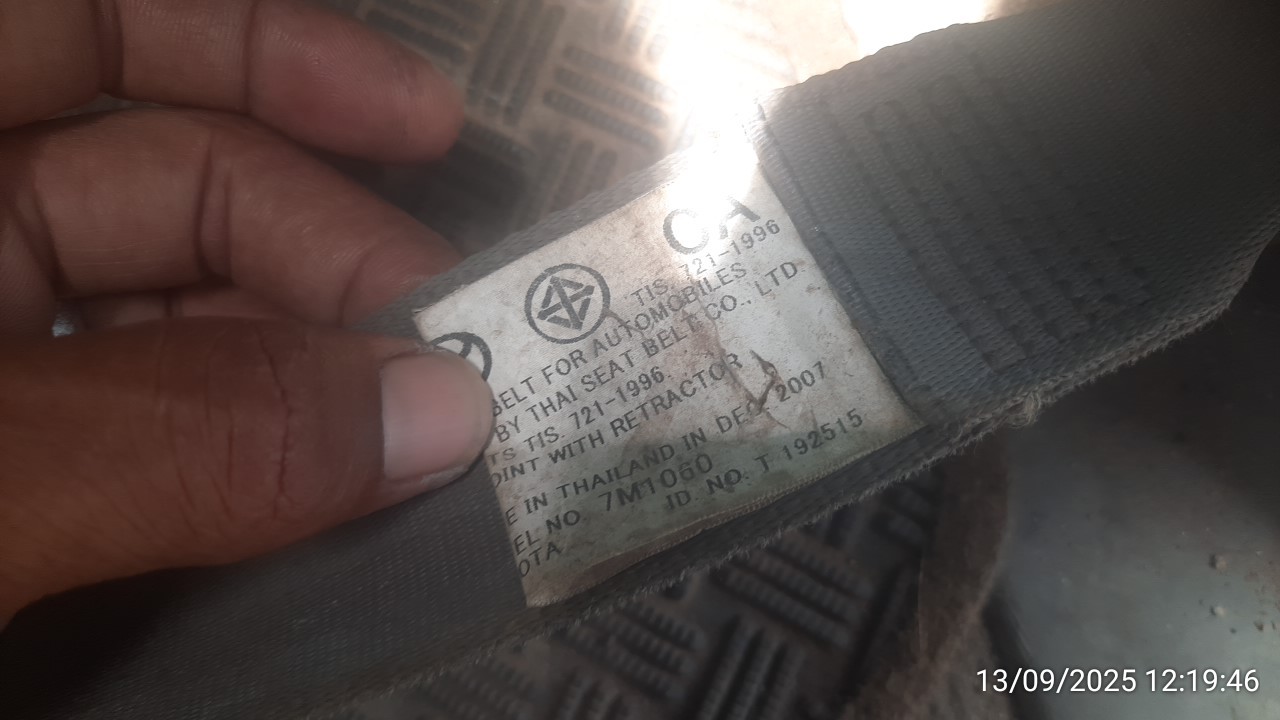 CA
TIS. 721-1996
BELT FOR AUTOMOBILES
BY THAI SEAT BELT CO., LTD
TS TIS. 721-1996
OINT WITH RETRACTOR
E IN THAILAND IN DEC. 2007
EL NO. 7M1060
ID. NO. T 192515
OTA
13/09/2025 12:19:46